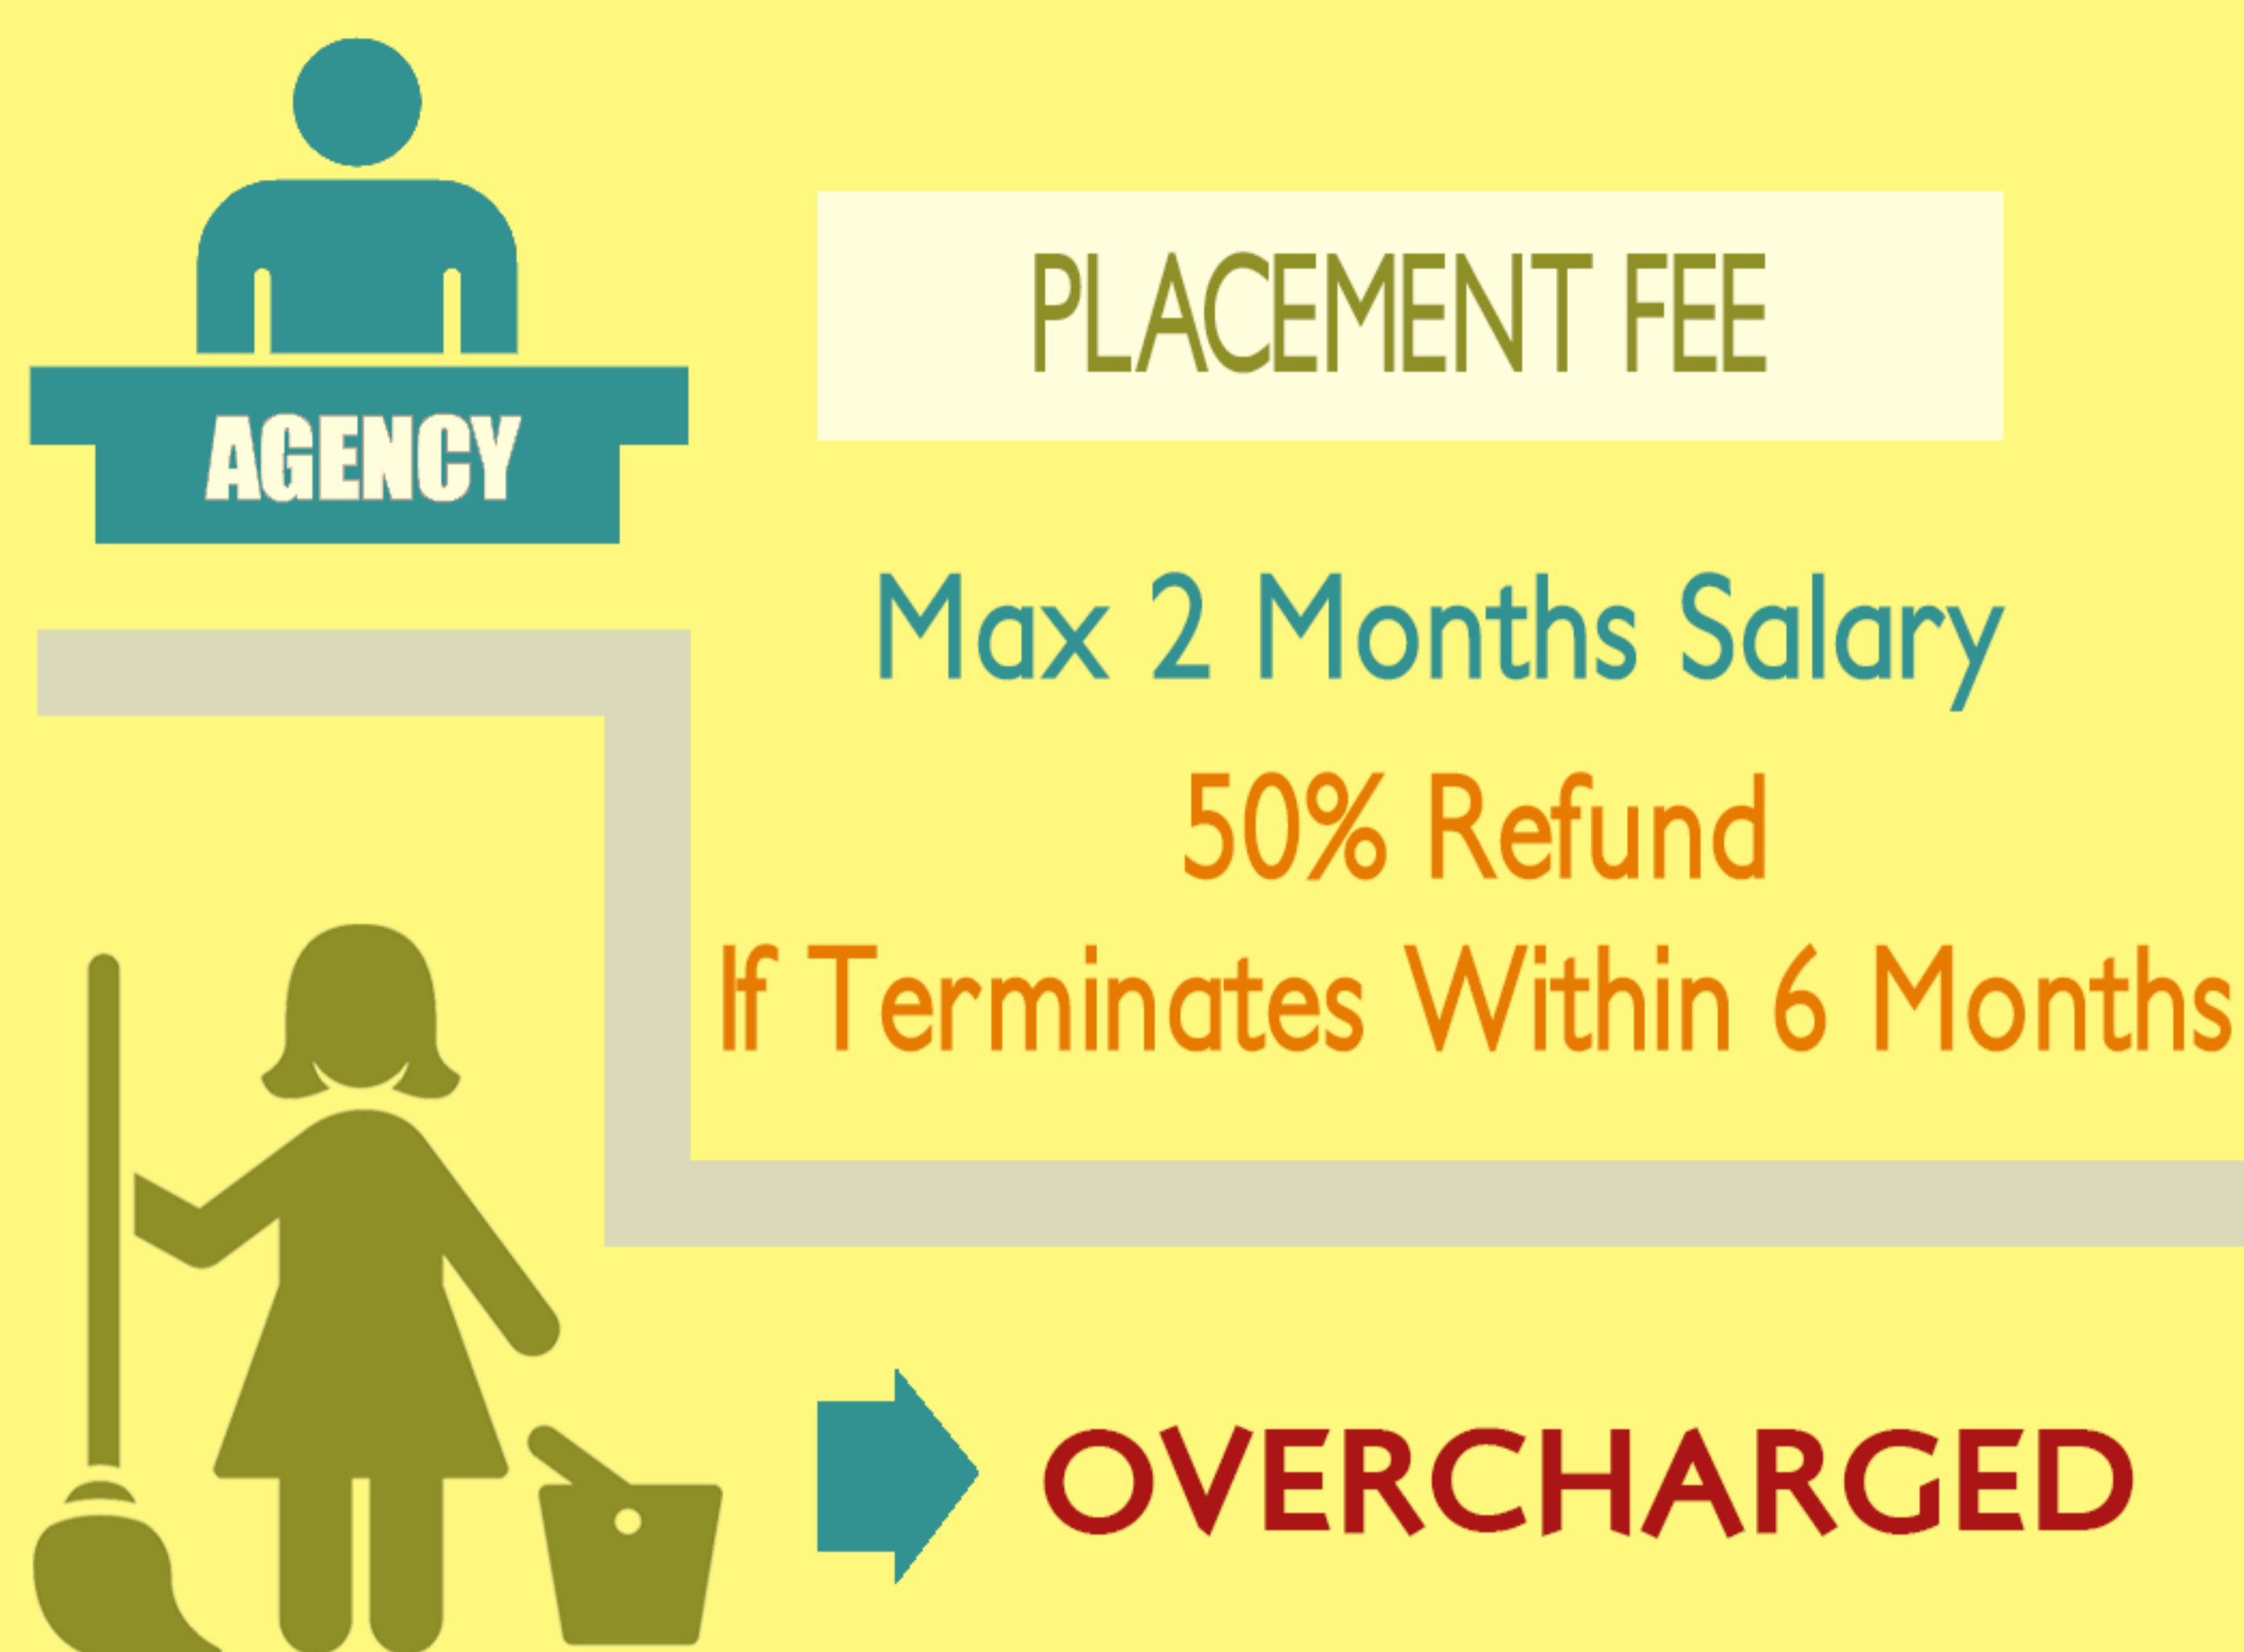 AGENCY
PLACEMENT FEE
Max 2 Months Salary
50% Refund
If Terminates Within 6 Months
OVERCHARGED